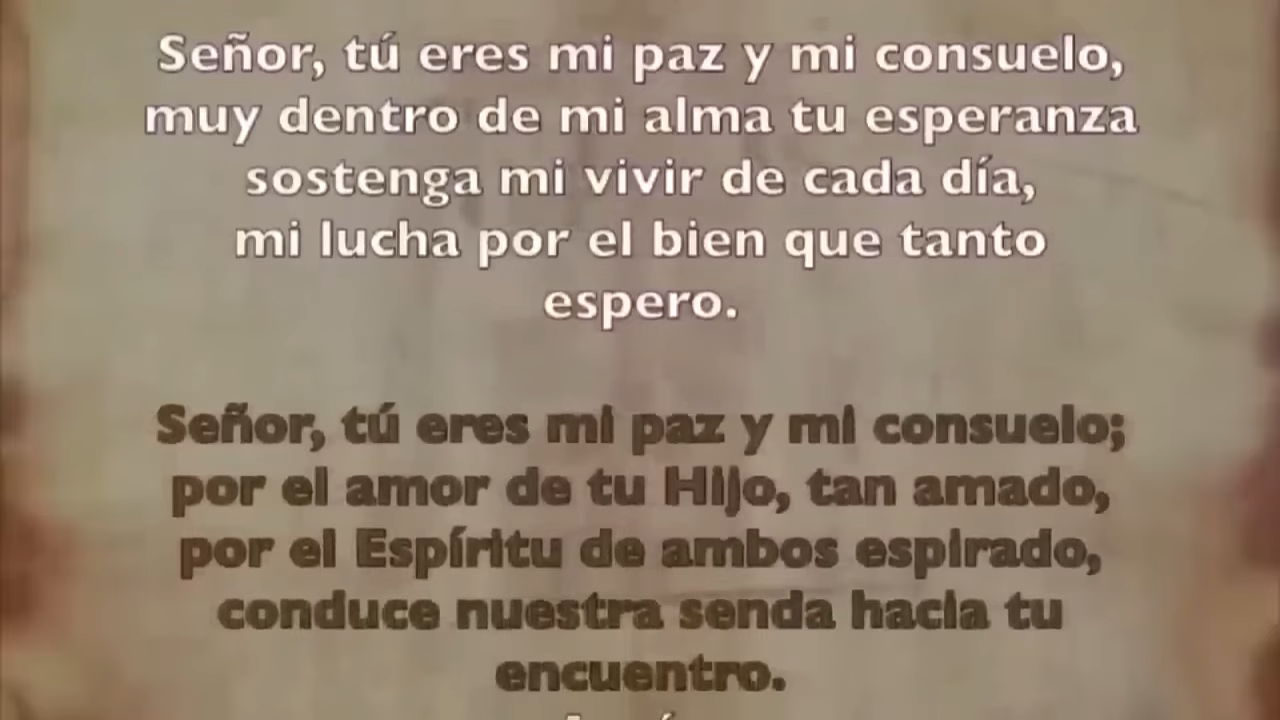 Señor, tú eres mi paz y mi consuelo,
muy dentro de mi alma tu esperanza
sostenga mi vivir de cada día,
mi lucha por el bien que tanto
espero.
Señor, tú eres mi paz y mi consuelo;
por el amor de tu Hijo, tan amado,
por el Espíritu de ambos espirado,
conduce nuestra senda hacia tu
encuentro.